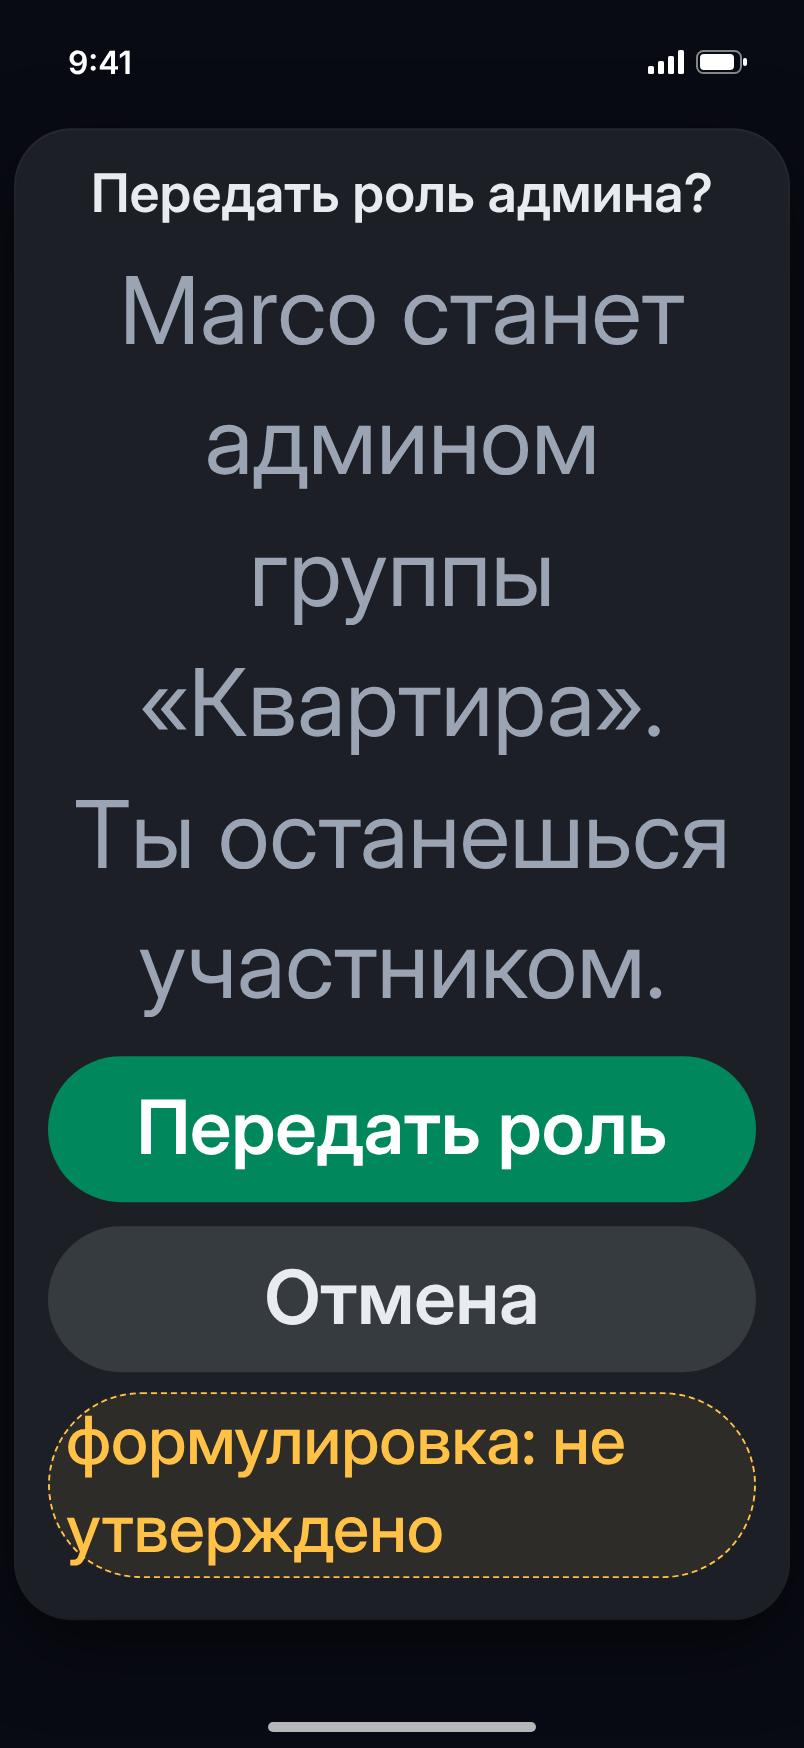 9:41
Передать роль админа?
Marco станет
админом
группы
«Квартира».
Ты останешься
участником.
Передать роль
Отмена
формулировка: не
утверждено